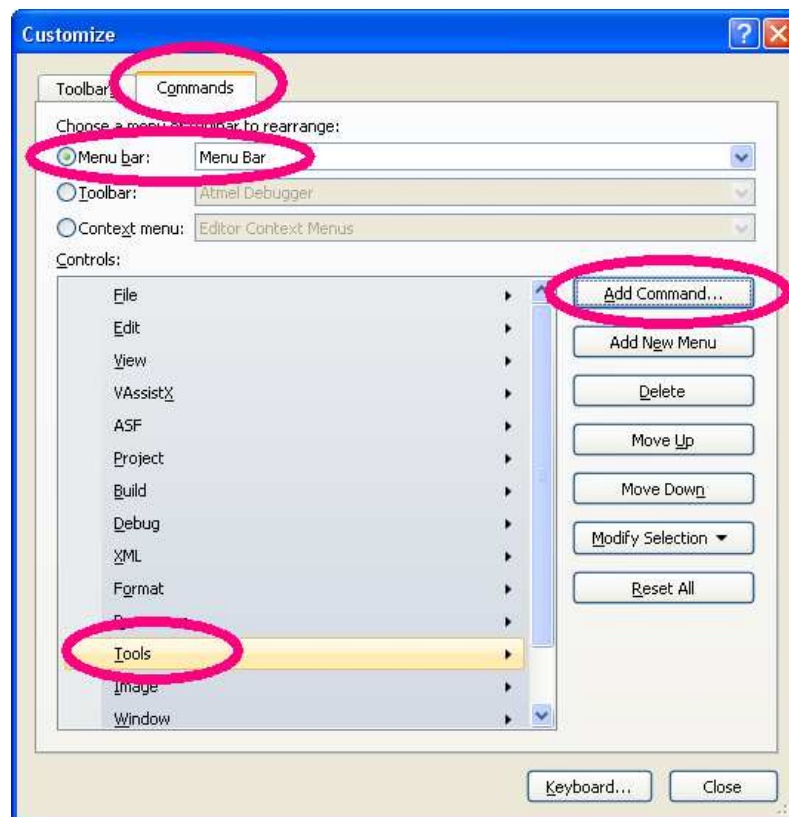 Customize
Toolbars Commands
Choose a menu or toolbar to rearrange:
Menu bar: Menu Bar
Toolbar: Atmel Debugger
Context menu: Editor Context Menus
Controls:
File
Add Command...
Edit
Add New Menu
View
VAssistX
Delete
ASF
Move Up
Project
Build
Move Down
Debug
Modify Selection
XML
Format
Reset All
Tools
Image
Window
Keyboard... Close